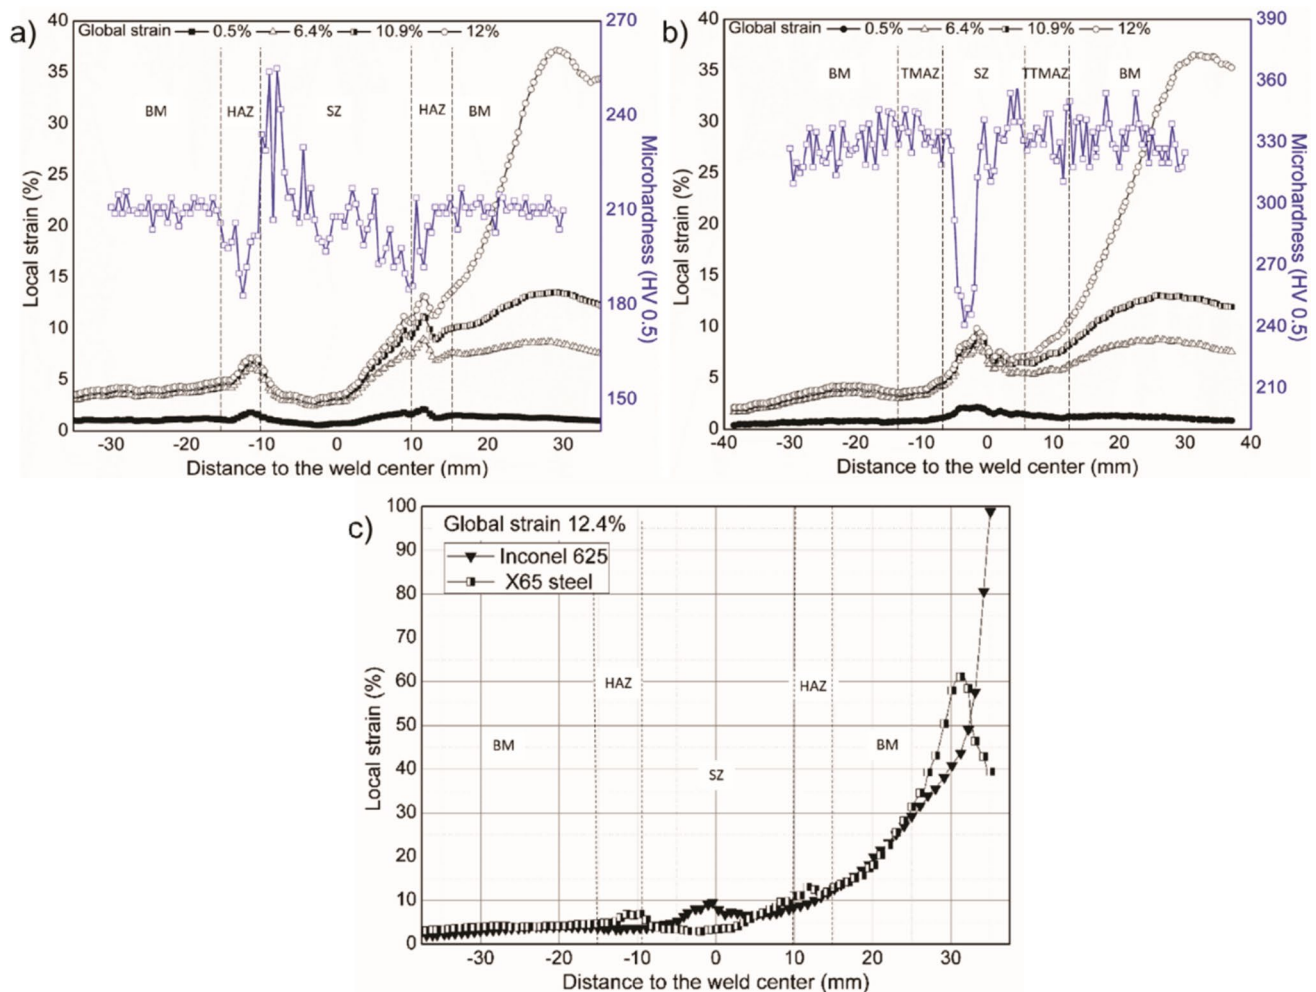 a)
Global strain 0.5% 6.4% 10.9% 12%
40
35
30
25
20
15
10
5
0
Local strain (%)
BM HAZ SZ HAZ BM
270
240
210
180
150
Microhardness (HV 0.5)
-30 -20 -10 0 10 20 30
Distance to the weld center (mm)
b)
Global strain 0.5% 6.4% 10.9% 12%
40
35
30
25
20
15
10
5
0
Local strain (%)
BM TMAZ SZ TTMAZ BM
390
360
330
300
270
240
210
Microhardness (HV 0.5)
-40 -30 -20 -10 0 10 20 30 40
Distance to the weld center (mm)
c)
Global strain 12.4%
Inconel 625
X65 steel
100
90
80
70
60
50
40
30
20
10
0
Local strain (%)
HAZ
HAZ
BM
BM
SZ
-30 -20 -10 0 10 20 30
Distance to the weld center (mm)